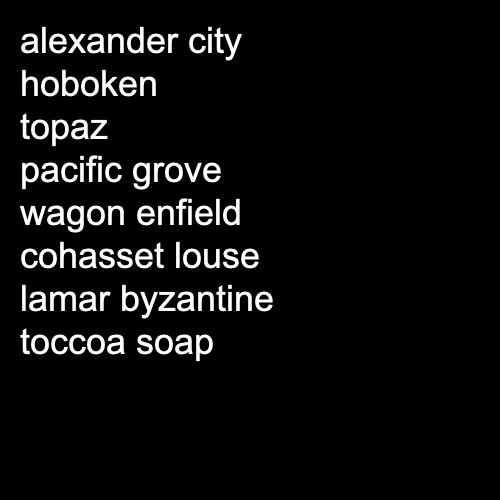 alexander city
hoboken
topaz
pacific grove
wagon enfield
cohasset louse
lamar byzantine
toccoa soap